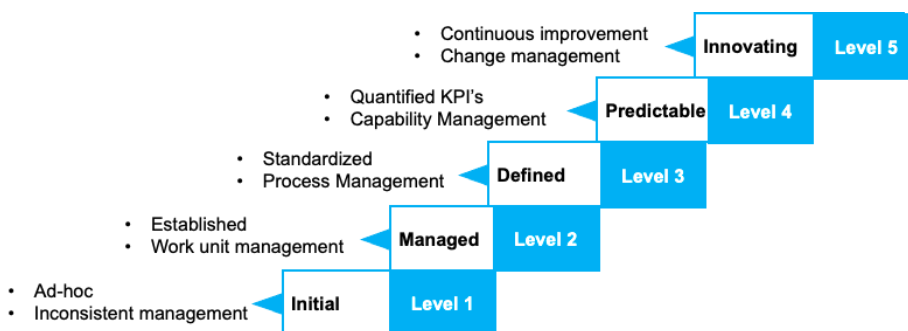 • Continuous improvement
• Change management
Innovating
Level 5
• Quantified KPI's
• Capability Management
Predictable
Level 4
• Standardized
• Process Management
Defined
Level 3
• Established
• Work unit management
Managed
Level 2
• Ad-hoc
• Inconsistent management
Initial
Level 1